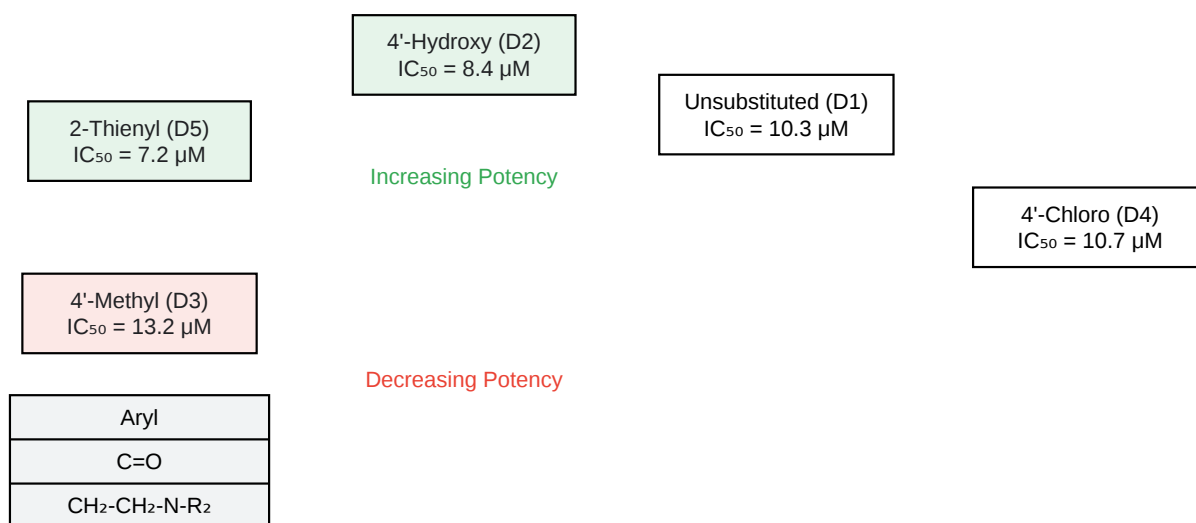 4'-Hydroxy (D2)
IC₅₀ = 8.4 μM
Unsubstituted (D1)
IC₅₀ = 10.3 μM
2-Thienyl (D5)
IC₅₀ = 7.2 μM
Increasing Potency
4'-Chloro (D4)
IC₅₀ = 10.7 μM
4'-Methyl (D3)
IC₅₀ = 13.2 μM
Decreasing Potency
Aryl
C=O
CH₂-CH₂-N-R₂